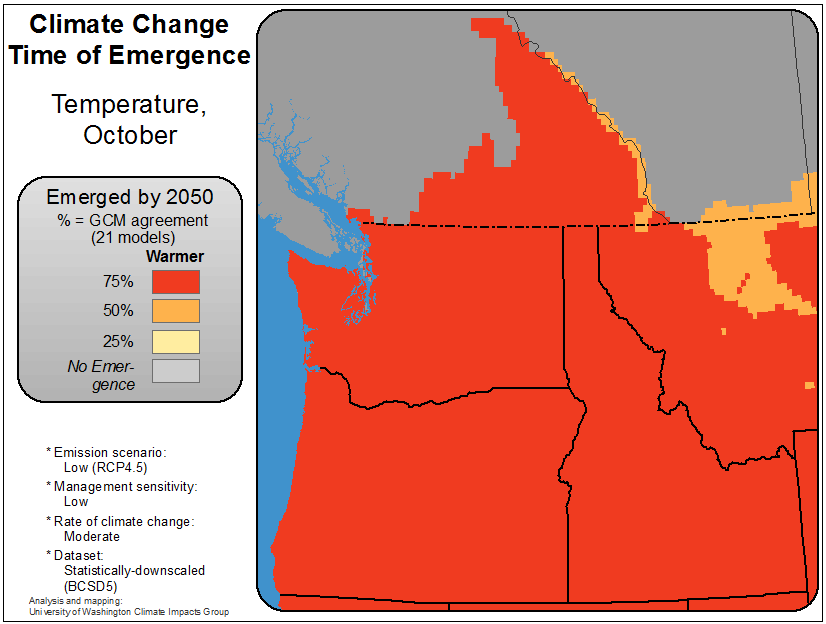 Climate Change
Time of Emergence
Temperature,
October
Emerged by 2050
% = GCM agreement
(21 models)
Warmer
75%
50%
25%
No Emer-
gence
* Emission scenario:
Low (RCP4.5)
* Management sensitivity:
Low
* Rate of climate change:
Moderate
* Dataset:
Statistically-downscaled
(BCSD5)
Analysis and mapping:
University of Washington Climate Impacts Group